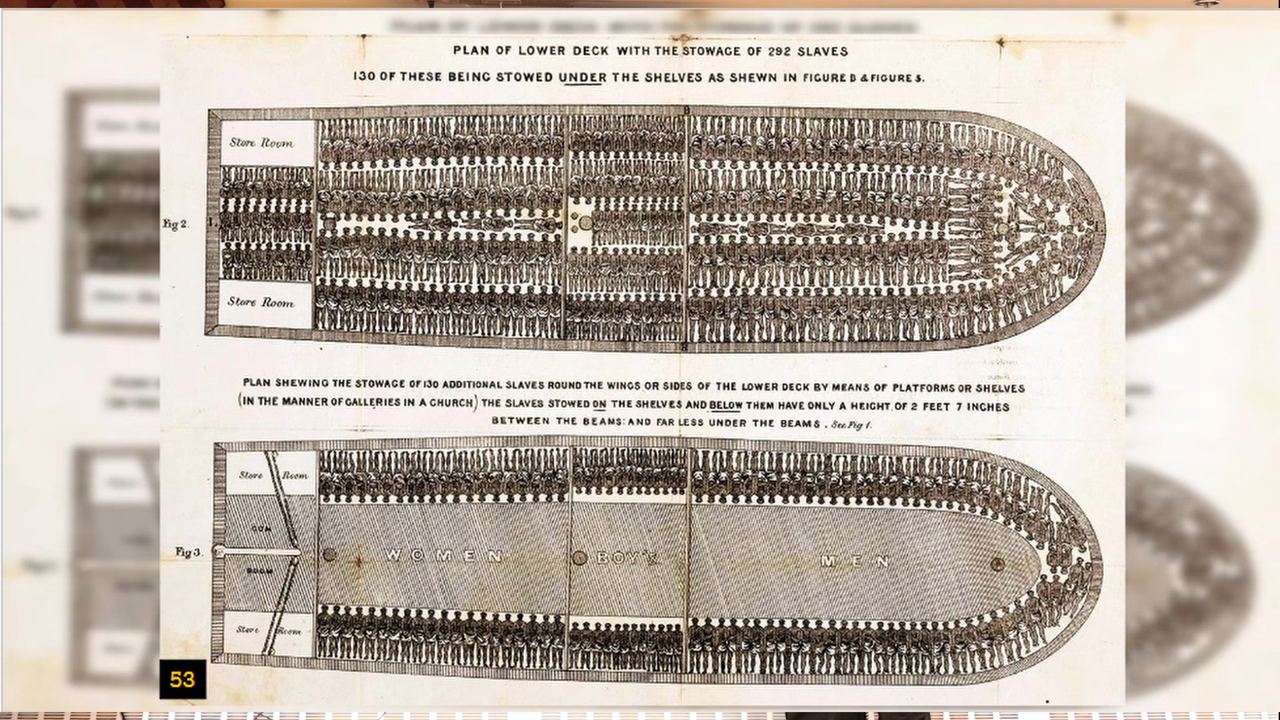 PLAN OF LOWER DECK WITH THE STOWAGE OF 292 SLAVES
130 OF THESE BEING STOWED UNDER THE SHELVES AS SHEWN IN FIGURE D & FIGURE 5.
Store Room
Fig 2.
Store Room
PLAN SHEWING THE STOWAGE OF 130 ADDITIONAL SLAVES ROUND THE WINGS OR SIDES OF THE LOWER DECK BY MEANS OF PLATFORMS OR SHELVES
(IN THE MANNER OF GALLERIES IN A CHURCH) THE SLAVES STOWED ON THE SHELVES AND BELOW THEM HAVE ONLY A HEIGHT OF 2 FEET 7 INCHES
BETWEEN THE BEAMS: AND FAR LESS UNDER THE BEAMS. See Fig 1.
Store Room
GUN
Fig 3.
WOMEN BOYS MEN
ROOM
Store Room
53